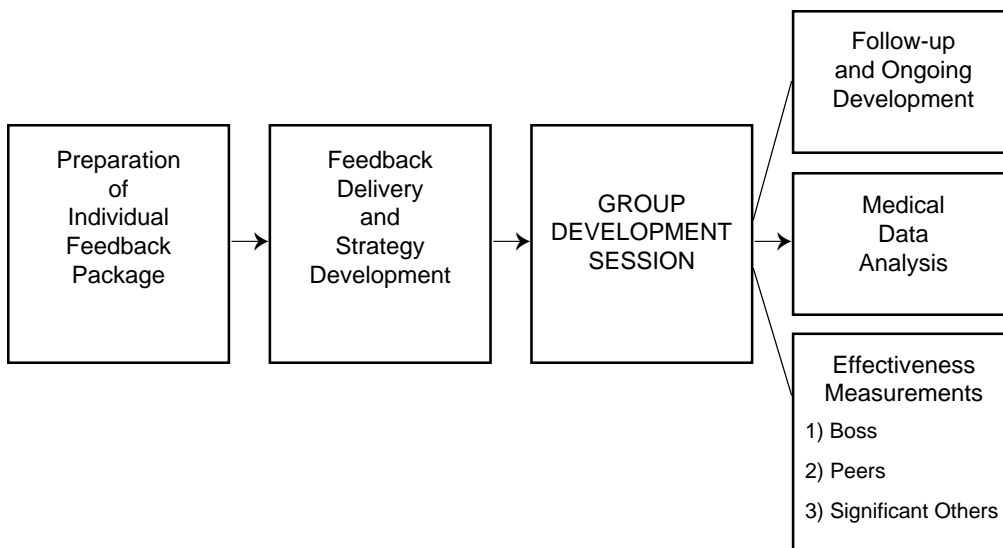 Preparation
of
Individual
Feedback
Package
Feedback
Delivery
and
Strategy
Development
GROUP
DEVELOPMENT
SESSION
Follow-up
and Ongoing
Development
Medical
Data
Analysis
Effectiveness
Measurements
1) Boss
2) Peers
3) Significant Others